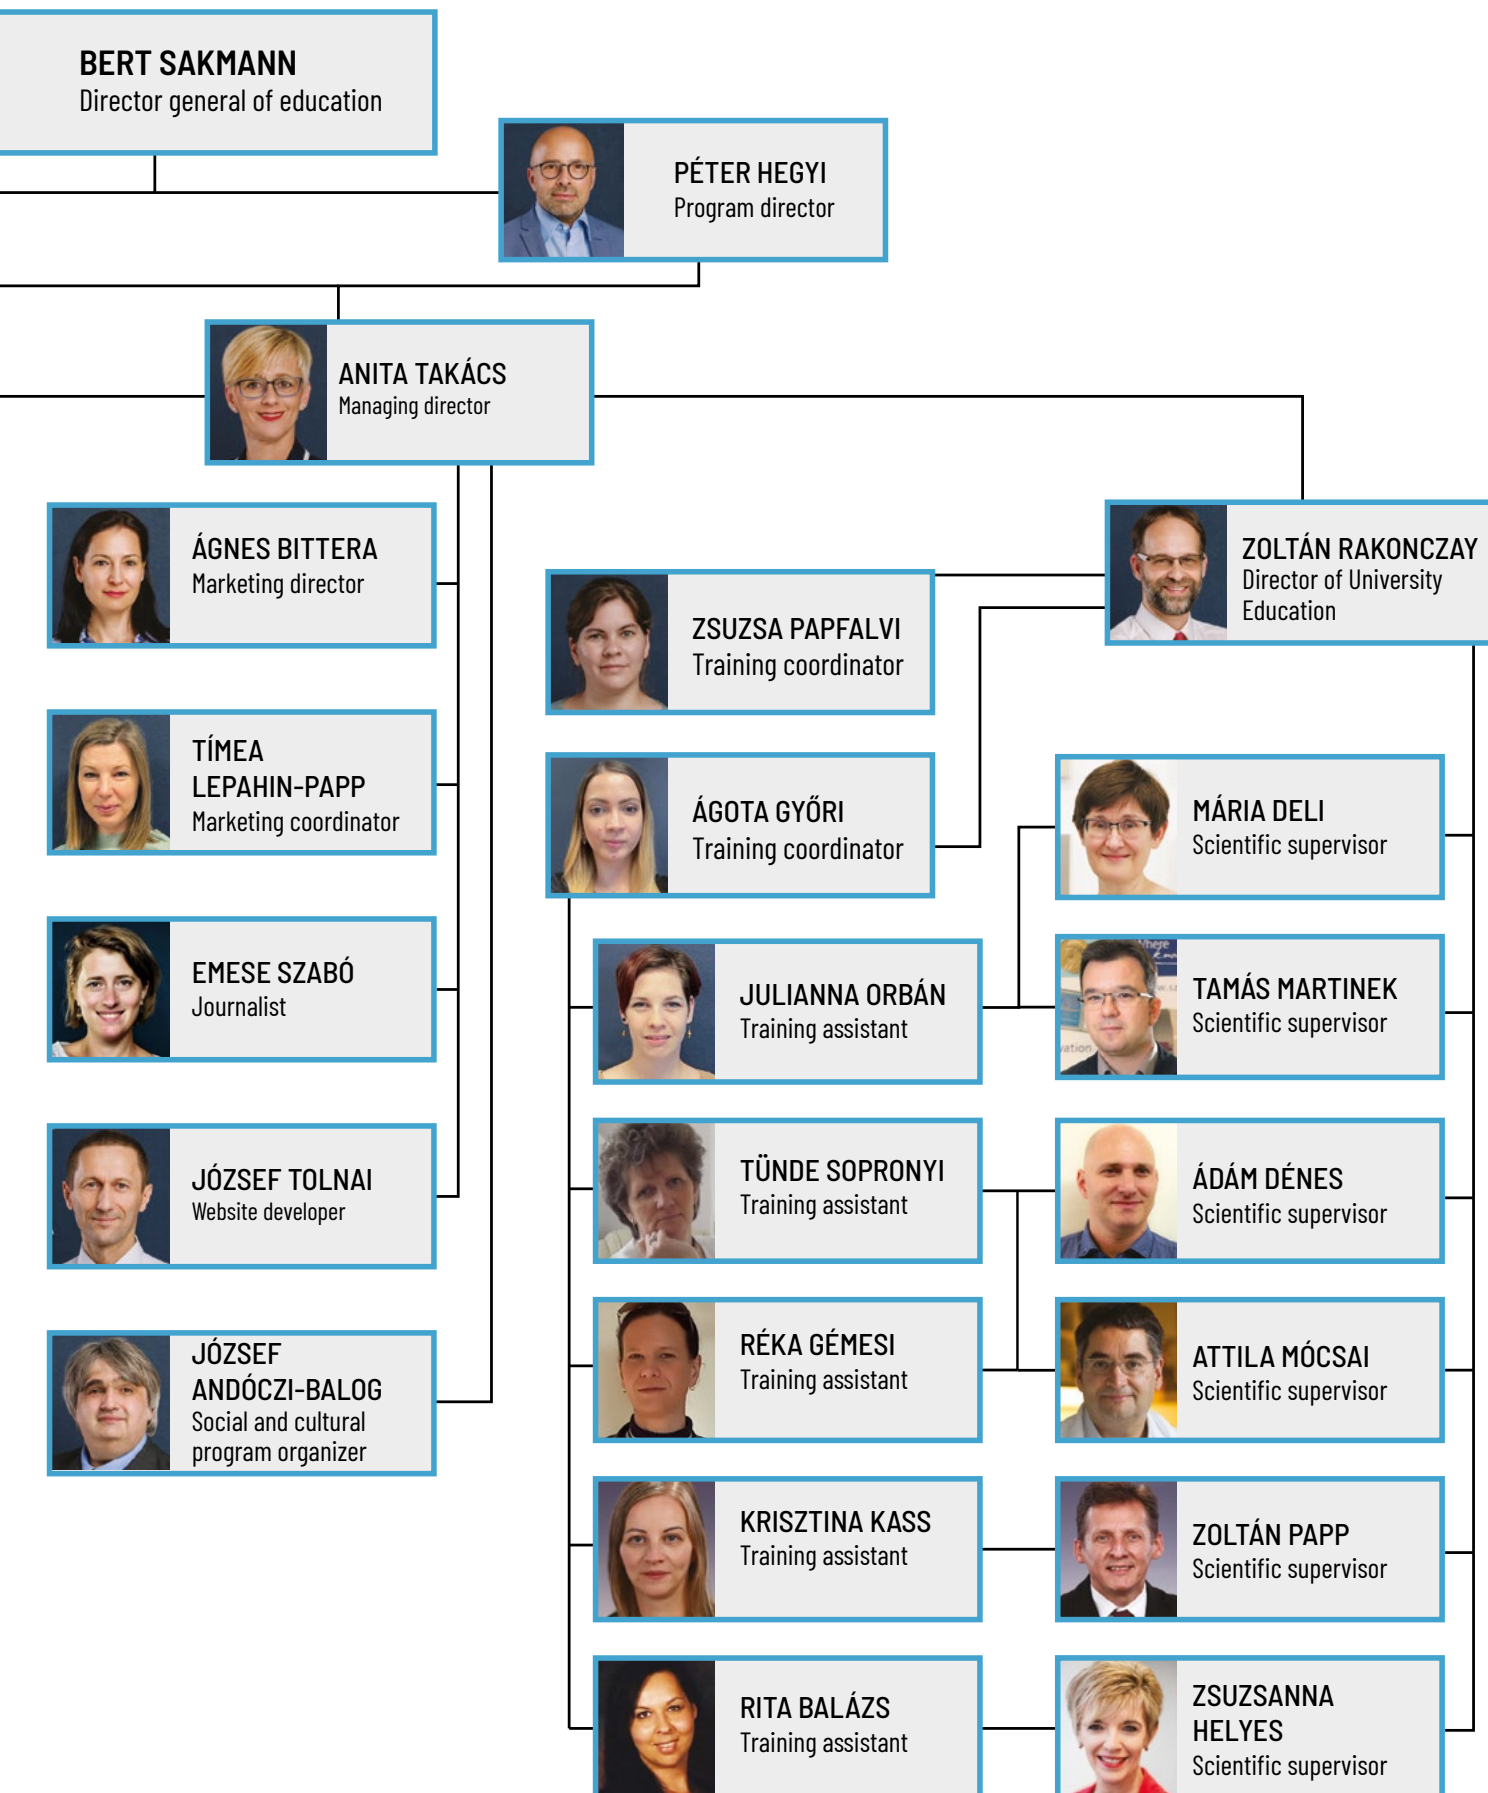 BERT SAKMANN
Director general of education
PÉTER HEGYI
Program director
ANITA TAKÁCS
Managing director
ÁGNES BITTERA
Marketing director
TÍMEA
LEPAHIN-PAPP
Marketing coordinator
EMESE SZABÓ
Journalist
JÓZSEF TOLNAI
Website developer
JÓZSEF
ANDÓCZI-BALOG
Social and cultural
program organizer
ZOLTÁN RAKONCZAY
Director of University
Education
ZSUZSA PAPFALVI
Training coordinator
ÁGOTA GYŐRI
Training coordinator
JULIANNA ORBÁN
Training assistant
TÜNDE SOPRONYI
Training assistant
RÉKA GÉMESI
Training assistant
KRISZTINA KASS
Training assistant
RITA BALÁZS
Training assistant
MÁRIA DELI
Scientific supervisor
Where
TAMÁS MARTINEK
Scientific supervisor
ÁDÁM DÉNES
Scientific supervisor
ATTILA MÓCSAI
Scientific supervisor
ZOLTÁN PAPP
Scientific supervisor
ZSUZSANNA
HELYES
Scientific supervisor